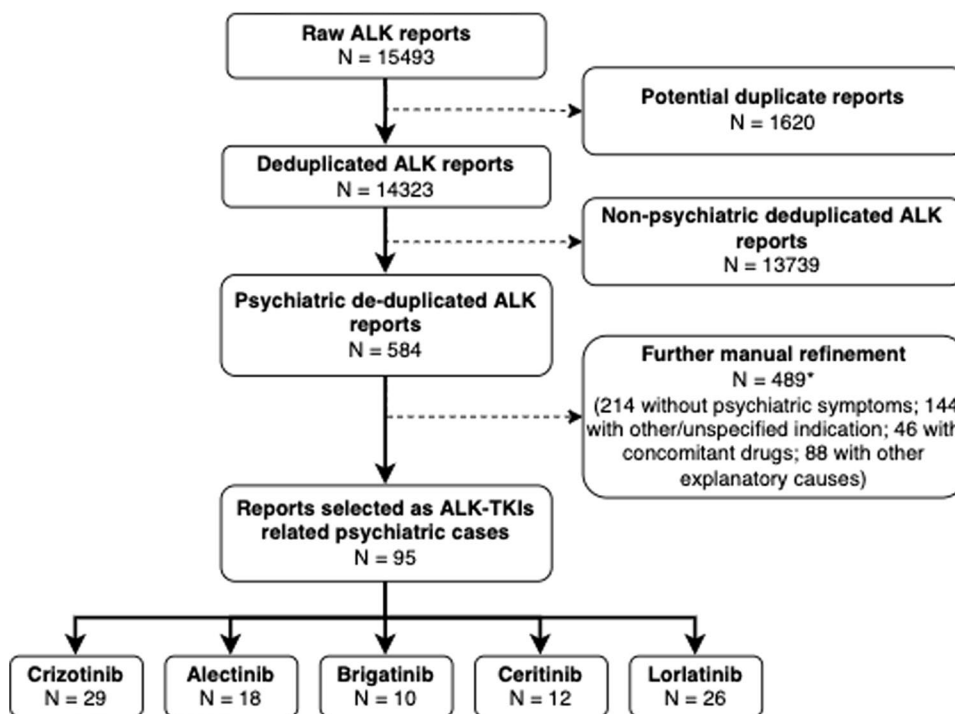 Raw ALK reports
N = 15493
Potential duplicate reports
N = 1620
Deduplicated ALK reports
N = 14323
Non-psychiatric deduplicated ALK
reports
N = 13739
Psychiatric de-duplicated ALK
reports
N = 584
Further manual refinement
N = 489*
(214 without psychiatric symptoms; 144
with other/unspecified indication; 46 with
concomitant drugs; 88 with other
explanatory causes)
Reports selected as ALK-TKIs
related psychiatric cases
N = 95
Crizotinib
N = 29
Alectinib
N = 18
Brigatinib
N = 10
Ceritinib
N = 12
Lorlatinib
N = 26